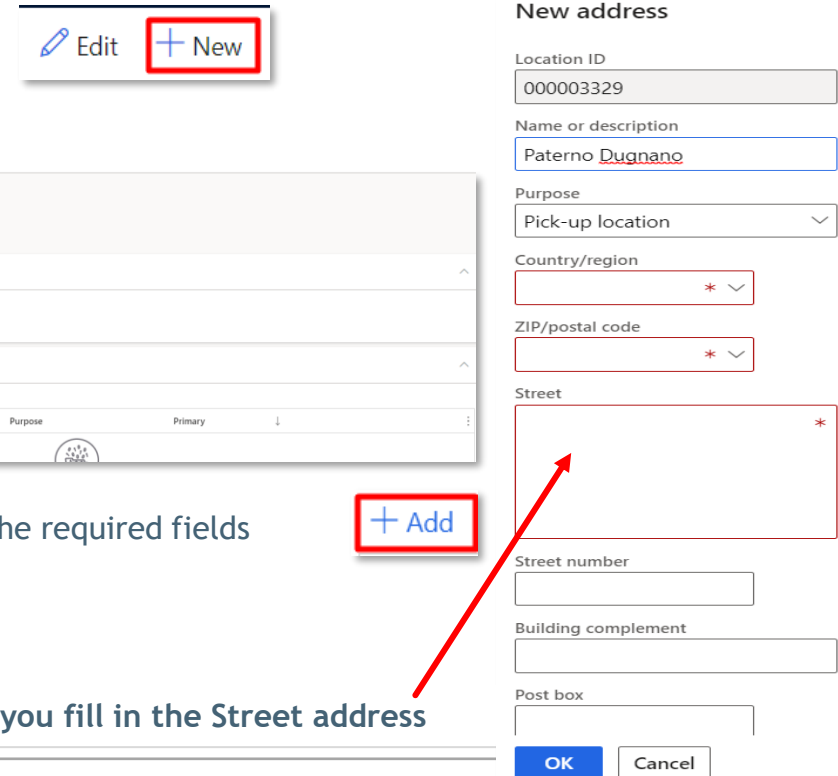 Edit + New
Purpose Primary
he required fields
+ Add
you fill in the Street address
New address
Location ID
000003329
Name or description
Paterno Dugnano
Purpose
Pick-up location
Country/region
*
ZIP/postal code
*
Street
*
Street number
Building complement
Post box
OK Cancel